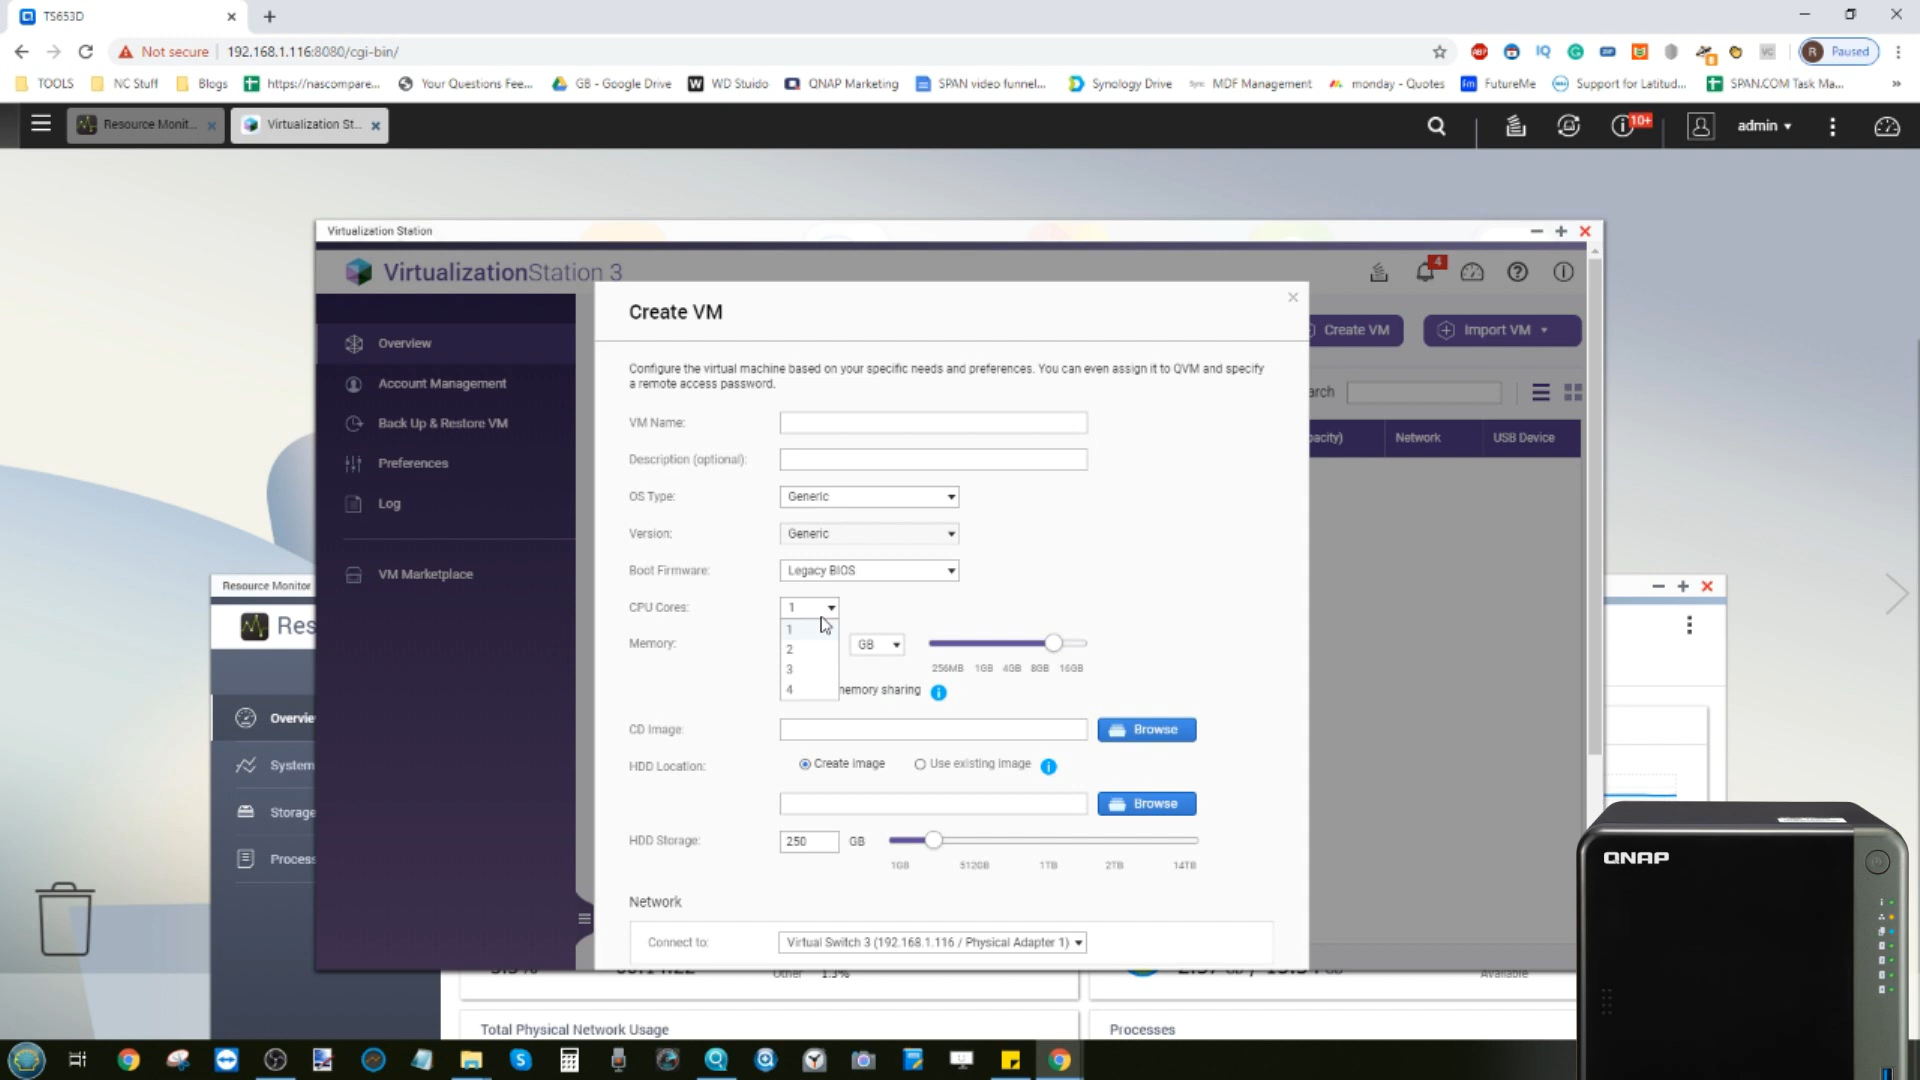 TS653D
Not secure
192.168.1.116:8080/cgi-bin/
ABP
IQ
VC
R
Paused
TOOLS
NC Stuff
Blogs
https://nascompare...
Your Questions Fee...
GB - Google Drive
WD Stuido
QNAP Marketing
SPAN video funnel...
Synology Drive
MDF Management
monday - Quotes
FutureMe
Support for Latitud...
SPAN.COM Task Ma...
»
Resource Monit...
Virtualization St...
10+
admin
Virtualization Station
VirtualizationStation 3
4
Overview
Account Management
Back Up & Restore VM
Preferences
Log
VM Marketplace
Create VM
Import VM
arch
pacity)
Network
USB Device
Create VM
Configure the virtual machine based on your specific needs and preferences. You can even assign it to QVM and specify
a remote access password.
VM Name:
Description (optional):
OS Type:
Generic
Version:
Generic
Boot Firmware:
Legacy BIOS
CPU Cores:
1
1
2
3
4
Memory:
GB
256MB 1GB 4GB 8GB 16GB
memory sharing
CD Image:
Browse
HDD Location:
Create image
Use existing image
Browse
HDD Storage:
250
GB
1GB 512GB 1TB 2TB 14TB
Network
Connect to:
Virtual Switch 3 (192.168.1.116 / Physical Adapter 1)
Resource Monitor
Res
Overvie
System
Storage
Process
Other 1.3%
Available
Total Physical Network Usage
Processes
QNAP